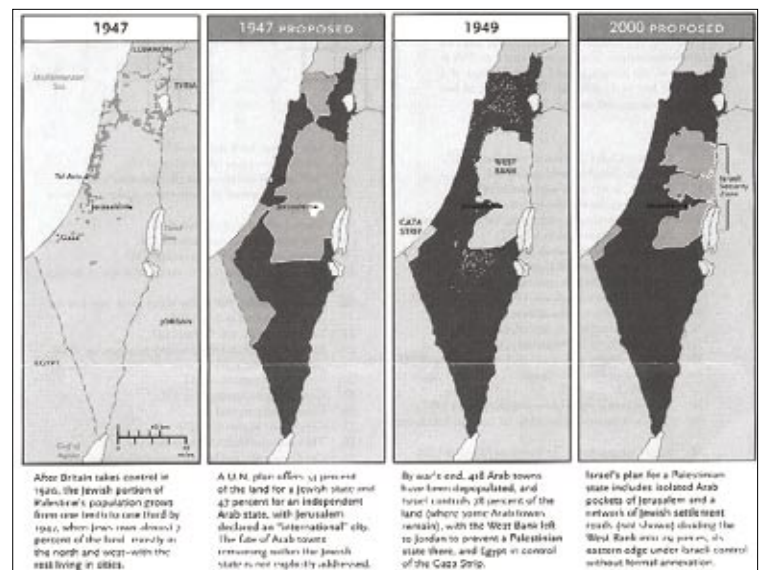 1947
1947 PROPOSED
1949
2000 PROPOSED
LEBANON
Mediterranean
Sea
SYRIA
Tel Aviv
Jerusalem
Gaza
Dead
Sea
JORDAN
EGYPT
Gulf of
Aqaba
Jerusalem
WEST
BANK
GAZA
STRIP
Israeli
Security
Zone
After Britain takes control in
1920, the Jewish portion of
Palestine's population grows
from one tenth to one third by
1947, when Jews own almost 7
percent of the land, mostly in
the north and west–with the
rest living in cities.
A U.N. plan offers percent
of the land for a Jewish state and
percent for an independent
Arab state, with Jerusalem
declared an "international" city.
The fate of Arab towns
remaining within the Jewish
state is not explicitly addressed.
By war's end, 418 Arab towns
have been depopulated, and
Israel controls 78 percent of the
land (where some Arab towns
remain), with the West Bank left
to Jordan to prevent a Palestinian
state there, and Egypt in control
of the Gaza Strip.
Israel's plan for a Palestinian
state includes isolated Arab
pockets of Jerusalem and a
network of Jewish settlement
roads (not shown) dividing the
West Bank into pieces, its
eastern edge under Israeli control
without formal annexation.